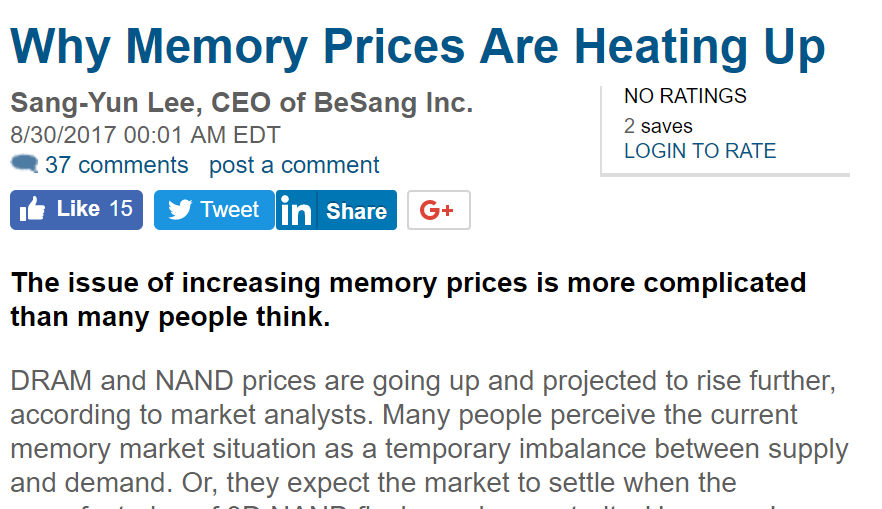 Why Memory Prices Are Heating Up
Sang-Yun Lee, CEO of BeSang Inc.
8/30/2017 00:01 AM EDT
37 comments post a comment
NO RATINGS
2 saves
LOGIN TO RATE
Like 15 Tweet in Share G+
The issue of increasing memory prices is more complicated
than many people think.
DRAM and NAND prices are going up and projected to rise further,
according to market analysts. Many people perceive the current
memory market situation as a temporary imbalance between supply
and demand. Or, they expect the market to settle when the